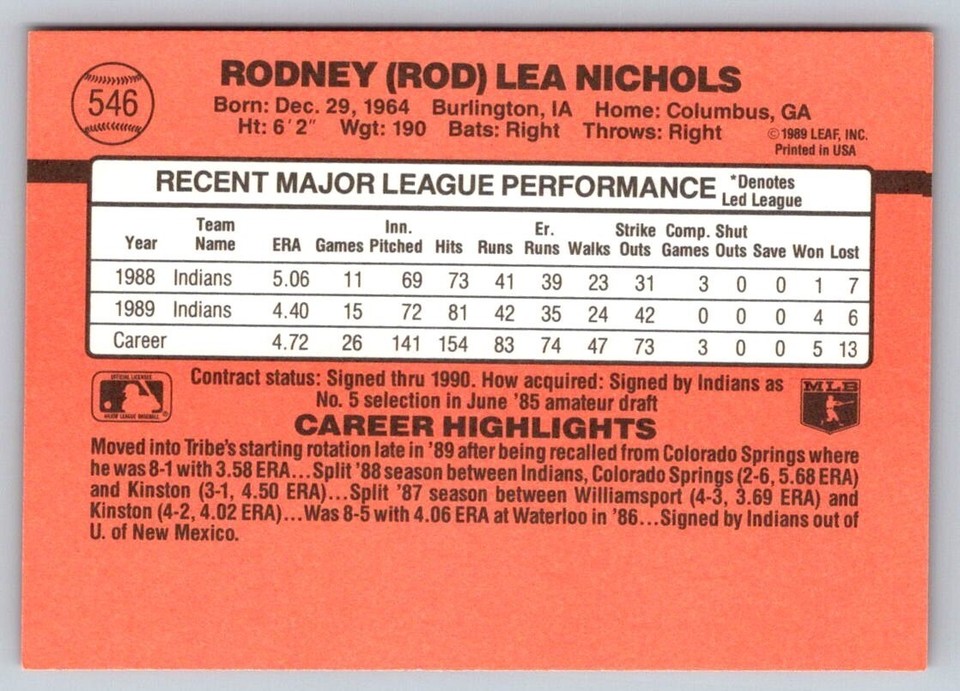 546
RODNEY (ROD) LEA NICHOLS
Born: Dec. 29, 1964 Burlington, IA Home: Columbus, GA
Ht: 6'2" Wgt: 190 Bats: Right Throws: Right
©1989 LEAF, INC.
Printed in USA
RECENT MAJOR LEAGUE PERFORMANCE *Denotes
Led League
Year Team Name ERA Games Inn. Pitched Hits Runs Er. Runs Walks Strike Outs Comp. Games Shut Outs Save Won Lost
1988 Indians 5.06 11 69 73 41 39 23 31 3 0 0 1 7
1989 Indians 4.40 15 72 81 42 35 24 42 0 0 0 4 6
Career 4.72 26 141 154 83 74 47 73 3 0 0 5 13
OFFICIAL LICENSEE
MAJOR LEAGUE BASEBALL
Contract status: Signed thru 1990. How acquired: Signed by Indians as
No. 5 selection in June '85 amateur draft
MLB
CAREER HIGHLIGHTS
Moved into Tribe's starting rotation late in '89 after being recalled from Colorado Springs where
he was 8-1 with 3.58 ERA...Split '88 season between Indians, Colorado Springs (2-6, 5.68 ERA)
and Kinston (3-1, 4.50 ERA)...Split '87 season between Williamsport (4-3, 3.69 ERA) and
Kinston (4-2, 4.02 ERA)...Was 8-5 with 4.06 ERA at Waterloo in '86...Signed by Indians out of
U. of New Mexico.